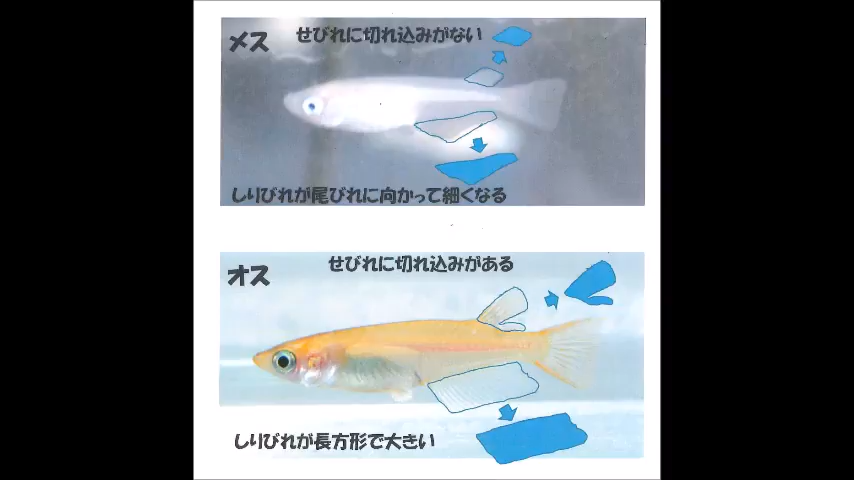 メス
せびれに切れ込みがない
しりびれが尾びれに向かって細くなる
オス
せびれに切れ込みがある
しりびれが長方形で大きい